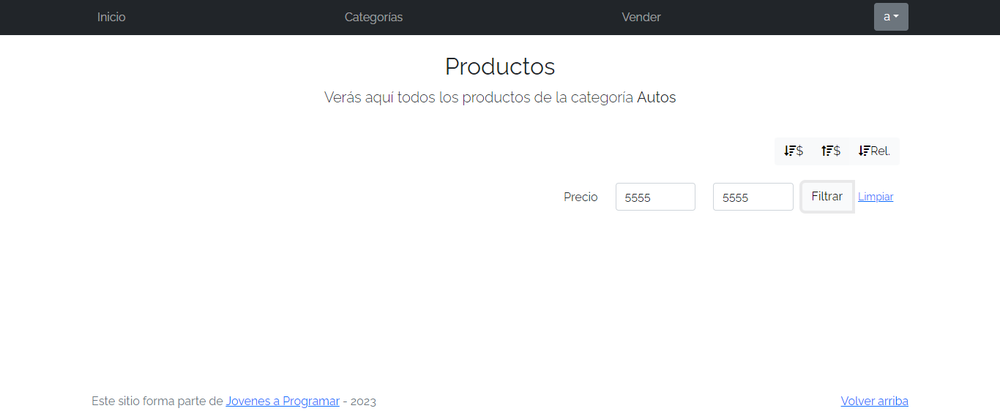 Inicio Categorías Vender a
Productos
Verás aquí todos los productos de la categoría Autos
$ $ Rel.
Precio 5555 5555 Filtrar Limpiar
Este sitio forma parte de Jovenes a Programar - 2023 Volver arriba